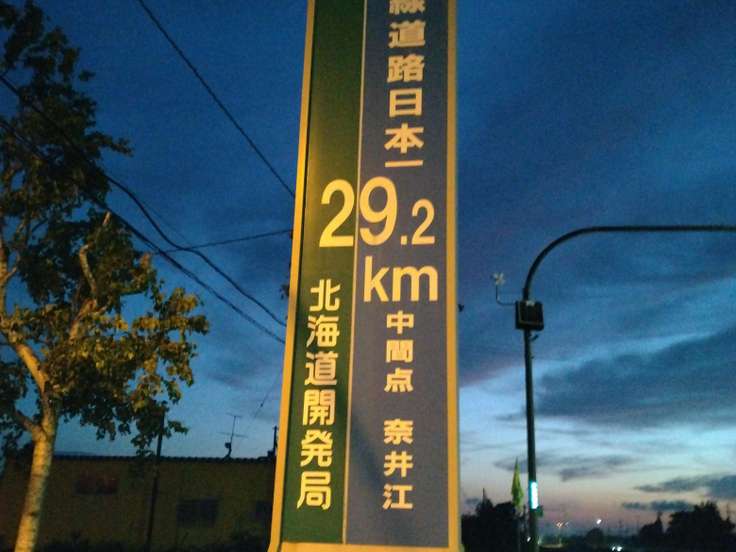 線道路日本一
29.2
km
中間点 奈井江
北海道開発局